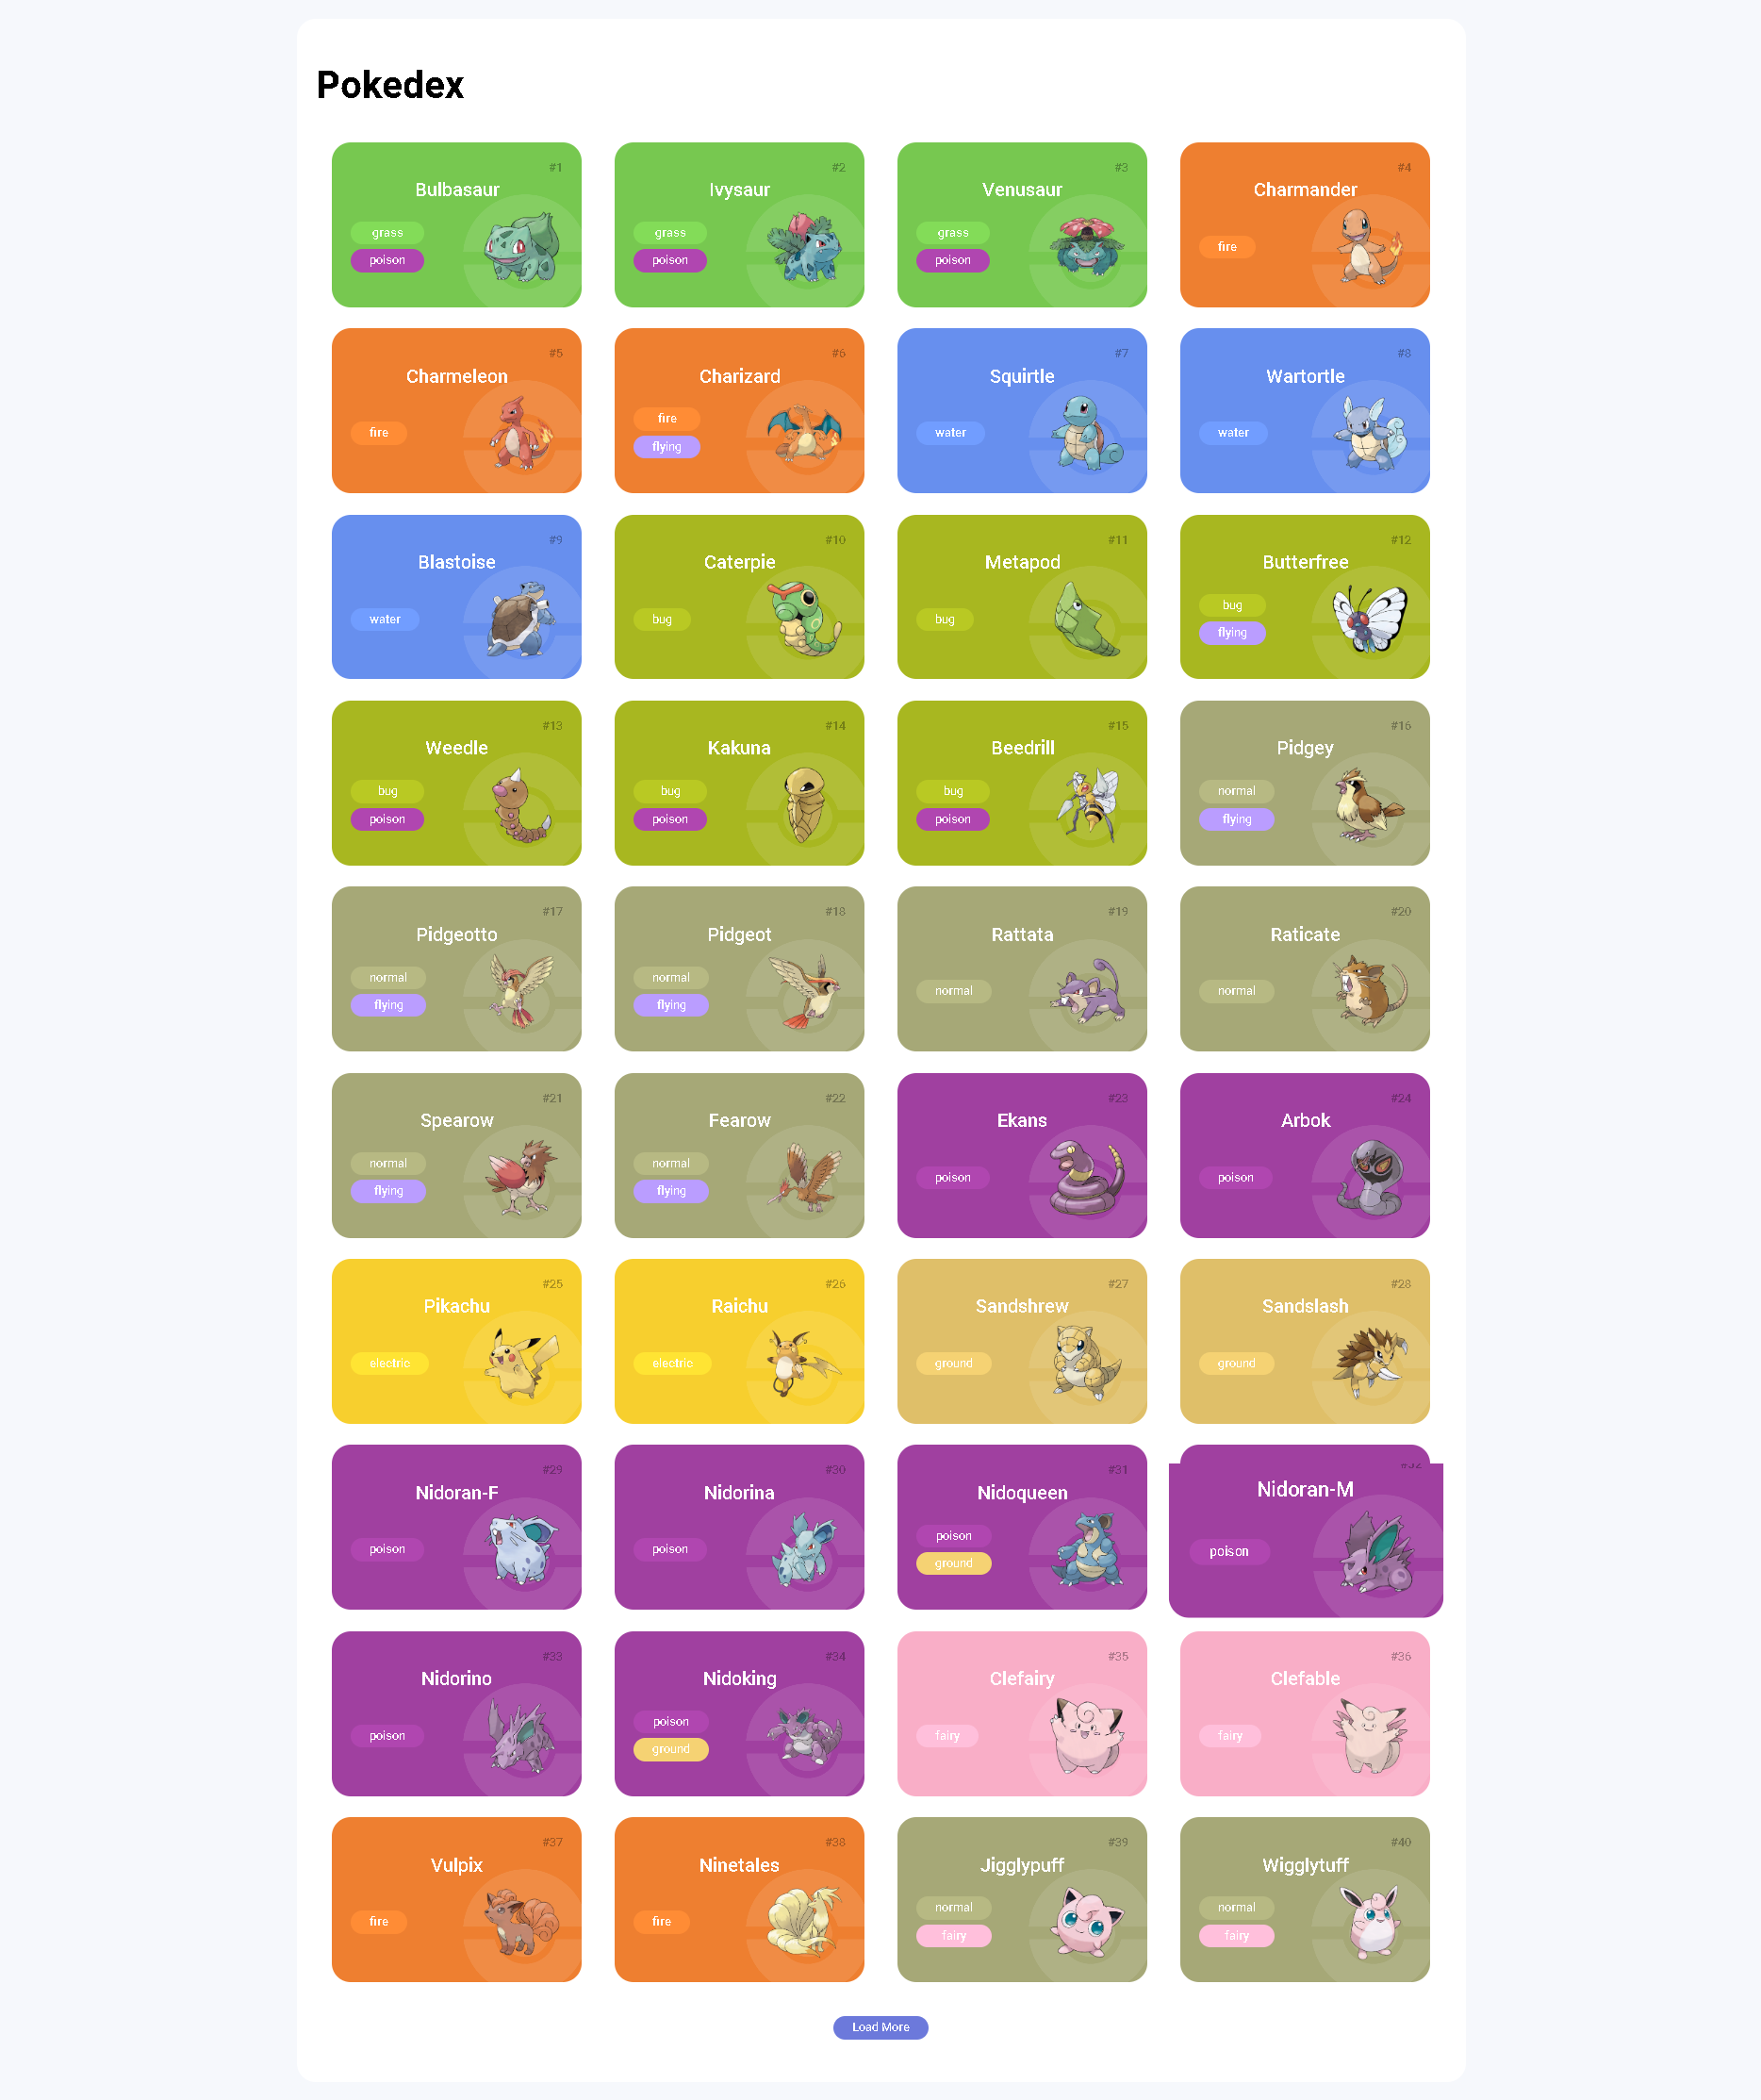 Pokedex
#1
Bulbasaur
grass
poison
#2
Ivysaur
grass
poison
#3
Venusaur
grass
poison
#4
Charmander
fire
#5
Charmeleon
fire
#6
Charizard
fire
flying
#7
Squirtle
water
#8
Wartortle
water
#9
Blastoise
water
#10
Caterpie
bug
#11
Metapod
bug
#12
Butterfree
bug
flying
#13
Weedle
bug
poison
#14
Kakuna
bug
poison
#15
Beedrill
bug
poison
#16
Pidgey
normal
flying
#17
Pidgeotto
normal
flying
#18
Pidgeot
normal
flying
#19
Rattata
normal
#20
Raticate
normal
#21
Spearow
normal
flying
#22
Fearow
normal
flying
#23
Ekans
poison
#24
Arbok
poison
#25
Pikachu
electric
#26
Raichu
electric
#27
Sandshrew
ground
#28
Sandslash
ground
#29
Nidoran-F
poison
#30
Nidorina
poison
#31
Nidoqueen
poison
ground
#32
Nidoran-M
poison
#33
Nidorino
poison
#34
Nidoking
poison
ground
#35
Clefairy
fairy
#36
Clefable
fairy
#37
Vulpix
fire
#38
Ninetales
fire
#39
Jigglypuff
normal
fairy
#40
Wigglytuff
normal
fairy
Load More